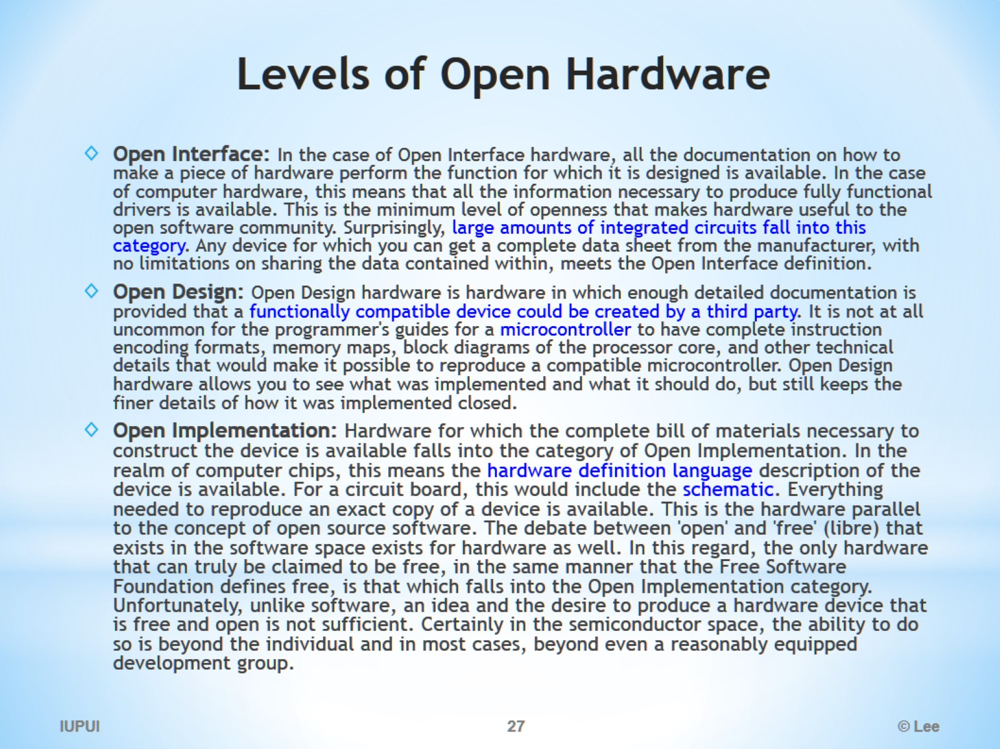 Levels of Open Hardware
Open Interface: In the case of Open Interface hardware, all the documentation on how to
make a piece of hardware perform the function for which it is designed is available. In the case
of computer hardware, this means that all the information necessary to produce fully functional
drivers is available. This is the minimum level of openness that makes hardware useful to the
open software community. Surprisingly, large amounts of integrated circuits fall into this
category. Any device for which you can get a complete data sheet from the manufacturer, with
no limitations on sharing the data contained within, meets the Open Interface definition.
Open Design: Open Design hardware is hardware in which enough detailed documentation is
provided that a functionally compatible device could be created by a third party. It is not at all
uncommon for the programmer's guides for a microcontroller to have complete instruction
encoding formats, memory maps, block diagrams of the processor core, and other technical
details that would make it possible to reproduce a compatible microcontroller. Open Design
hardware allows you to see what was implemented and what it should do, but still keeps the
finer details of how it was implemented closed.
Open Implementation: Hardware for which the complete bill of materials necessary to
construct the device is available falls into the category of Open Implementation. In the
realm of computer chips, this means the hardware definition language description of the
device is available. For a circuit board, this would include the schematic. Everything
needed to reproduce an exact copy of a device is available. This is the hardware parallel
to the concept of open source software. The debate between 'open' and 'free' (libre) that
exists in the software space exists for hardware as well. In this regard, the only hardware
that can truly be claimed to be free, in the same manner that the Free Software
Foundation defines free, is that which falls into the Open Implementation category.
Unfortunately, unlike software, an idea and the desire to produce a hardware device that
is free and open is not sufficient. Certainly in the semiconductor space, the ability to do
so is beyond the individual and in most cases, beyond even a reasonably equipped
development group.
IUPUI 27 © Lee